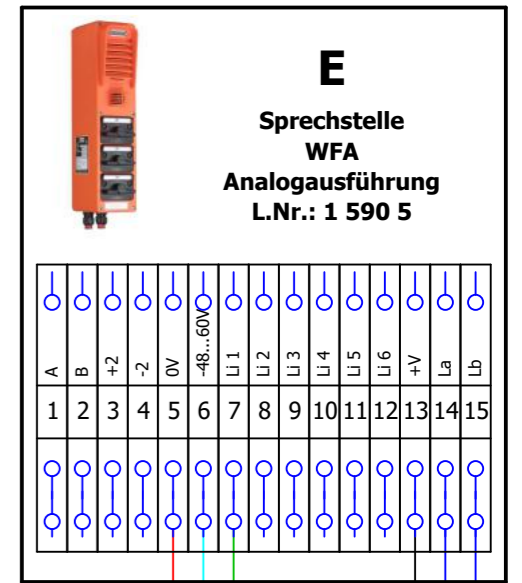 E
Sprechstelle
WFA
Analogausführung
L.Nr.: 1 590 5
A B +2 -2 0V -48...60V Li 1 Li 2 Li 3 Li 4 Li 5 Li 6 +V La Lb
1 2 3 4 5 6 7 8 9 10 11 12 13 14 15